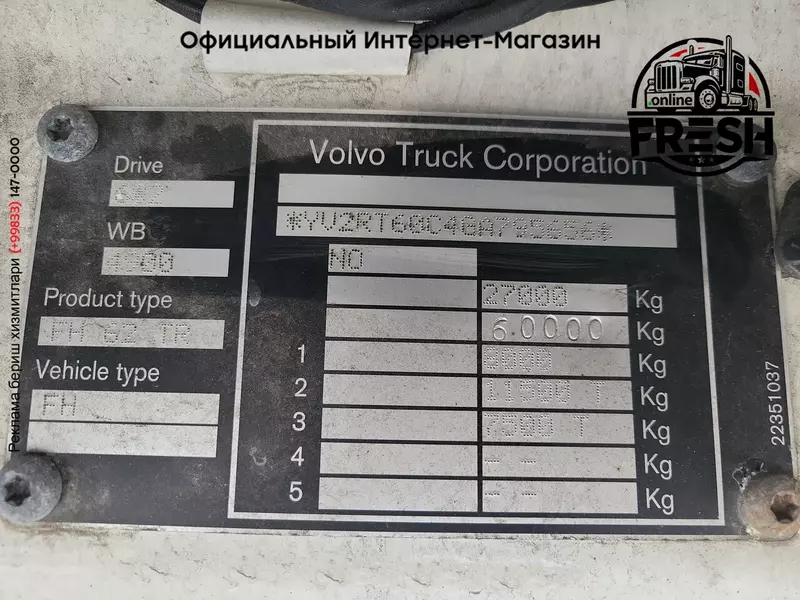 Официальный Интернет-Магазин
.online
FRESH
Реклама бериш хизматлари (+99833) 147-0000
Volvo Truck Corporation
Drive
WB
Product type
FH 62 TR
Vehicle type
FH
*YV2RT60C4GA795656*
NO
27000 Kg
60000 Kg
1 8000 Kg
2 11500 T Kg
3 7500 T Kg
4 -- Kg
5 -- Kg
22351037